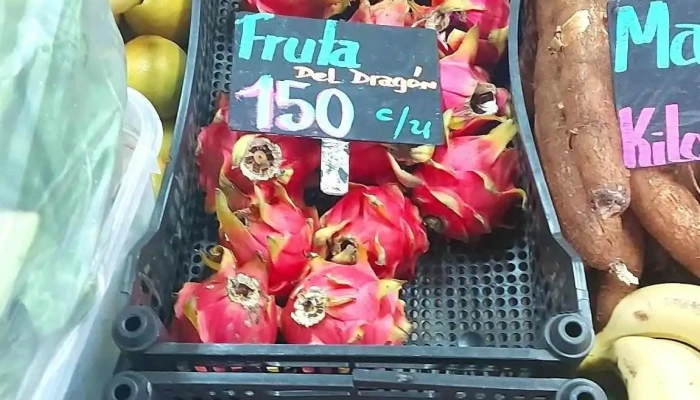 Fruta
Del Dragón
150 c/u
Ma
Kilo